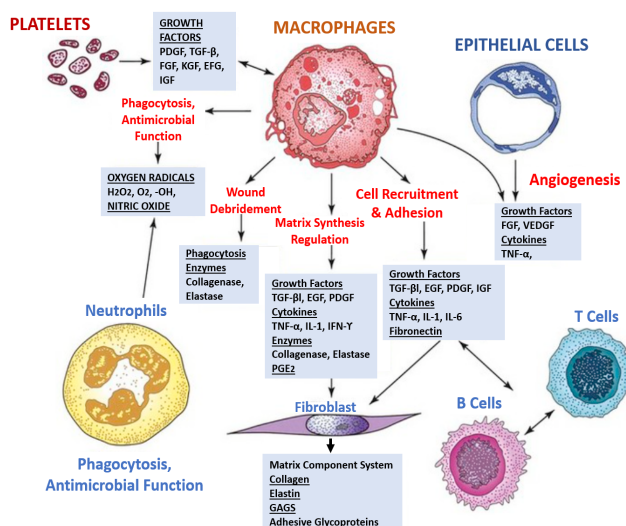 PLATELETS
GROWTH
FACTORS
PDGF, TGF-β,
FGF, KGF, EFG,
IGF
MACROPHAGES
EPITHELIAL CELLS
Phagocytosis,
Antimicrobial
Function
OXYGEN RADICALS
H2O2, O2, -OH,
NITRIC OXIDE
Wound
Debridement
Matrix Synthesis
Regulation
Cell Recruitment
& Adhesion
Angiogenesis
Growth Factors
FGF, VEDGF
Cytokines
TNF-α,
Phagocytosis
Enzymes
Collagenase,
Elastase
Growth Factors
TGF-βI, EGF, PDGF
Cytokines
TNF-α, IL-1, IFN-Y
Enzymes
Collagenase, Elastase
PGE2
Growth Factors
TGF-βI, EGF, PDGF, IGF
Cytokines
TNF-α, IL-1, IL-6
Fibronectin
Neutrophils
Phagocytosis,
Antimicrobial Function
Fibroblast
Matrix Component System
Collagen
Elastin
GAGS
Adhesive Glycoproteins
B Cells
T Cells